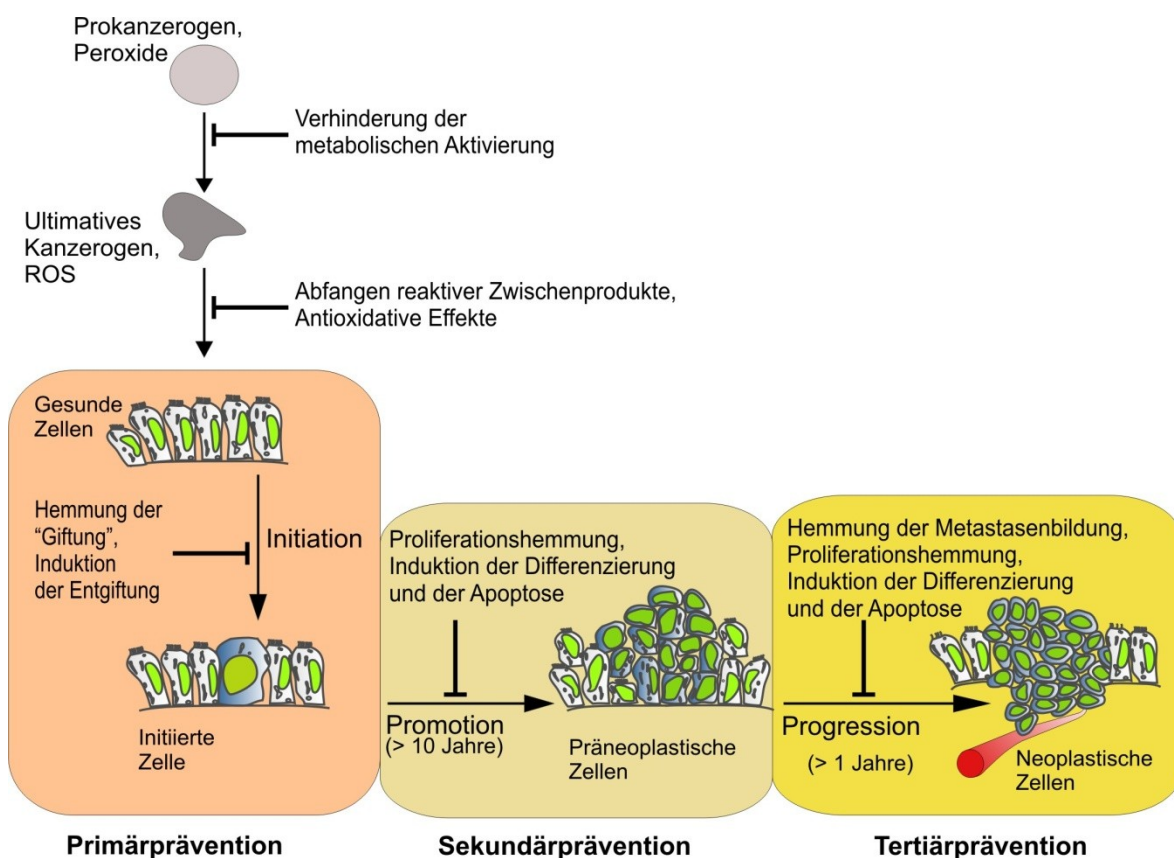 Prokanzerogen,
Peroxide
Verhinderung der
metabolischen Aktivierung
Ultimatives
Kanzerogen,
ROS
Abfangen reaktiver Zwischenprodukte,
Antioxidative Effekte
Gesunde
Zellen
Hemmung der
“Giftung”,
Induktion
der Entgiftung
Initiation
Initiierte
Zelle
Proliferationshemmung,
Induktion der Differenzierung
und der Apoptose
Promotion
(> 10 Jahre)
Präneoplastische
Zellen
Hemmung der Metastasenbildung,
Proliferationshemmung,
Induktion der Differenzierung
und der Apoptose
Progression
(> 1 Jahre)
Neoplastische
Zellen
Primärprävention
Sekundärprävention
Tertiärprävention